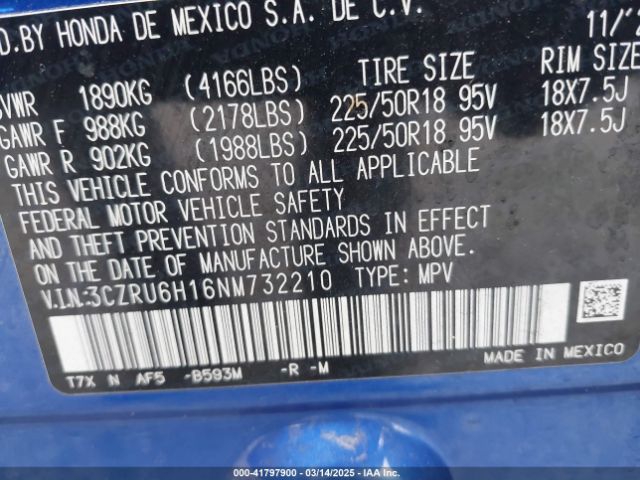 D.BY HONDA DE MEXICO S.A. DE C.V. 11/2
GVWR 1890KG (4166LBS) TIRE SIZE RIM SIZE
GAWR F 988KG (2178LBS) 225/50R18 95V 18X7.5J
GAWR R 902KG (1988LBS) 225/50R18 95V 18X7.5J
THIS VEHICLE CONFORMS TO ALL APPLICABLE
FEDERAL MOTOR VEHICLE SAFETY
AND THEFT PREVENTION STANDARDS IN EFFECT
ON THE DATE OF MANUFACTURE SHOWN ABOVE.
V.I.N:3CZRU6H16NM732210 TYPE: MPV
T7X N AF5 -B593M -R -M
MADE IN MEXICO
000-41797900 - 03/14/2025 - IAA, Inc.